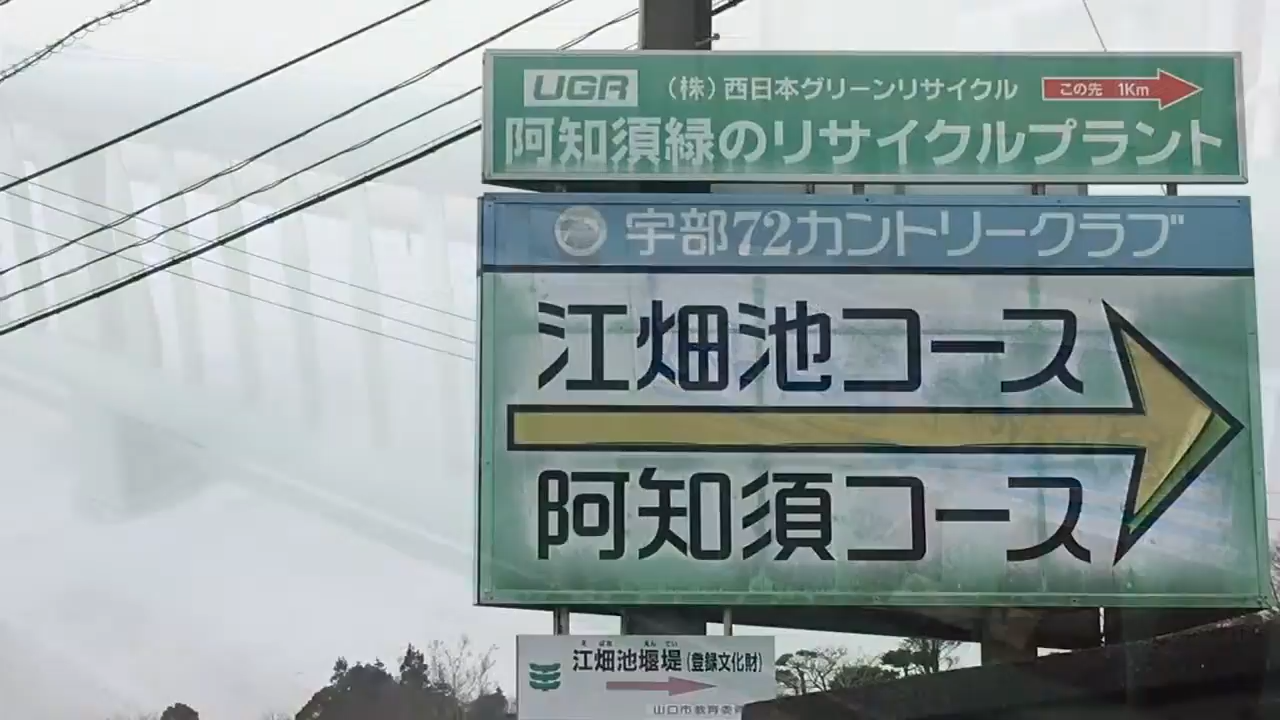 UGR （株）西日本グリーンリサイクル この先 1Km
阿知須緑のリサイクルプラント
宇部72カントリークラブ
江畑池コース
阿知須コース
え ばた えん てい
江畑池堰堤（登録文化財）
山口市教育委